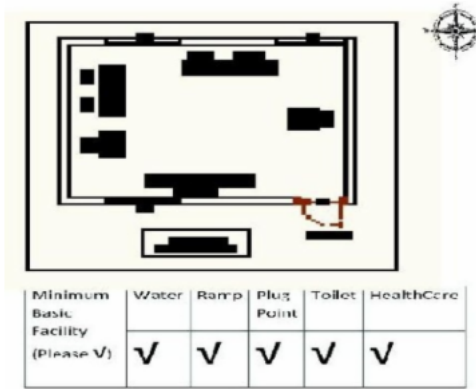 Minimum Basic Facility (Please √) Water Ramp Plug Point Toilet HealthCare
√ √ √ √ √